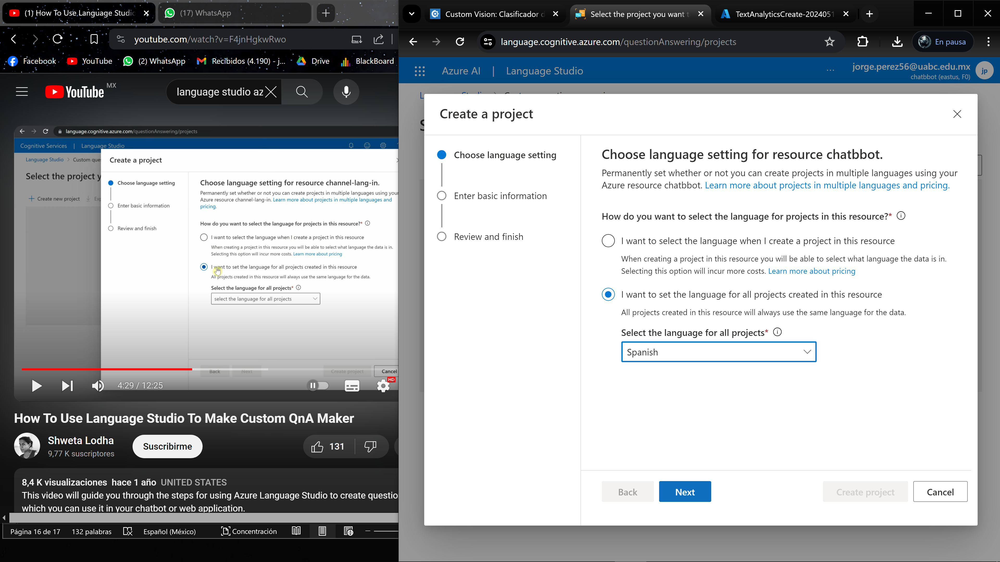 (1) How To Use Language Studio
(17) WhatsApp
youtube.com/watch?v=F4jnHgkwRwo
Facebook
YouTube
(2) WhatsApp
Recibidos (4.190) - j...
Drive
BlackBoard
YouTube
MX
language studio az
language.cognitive.azure.com/questionAnswering/projects
Cognitive Services | Language Studio
Language Studio > Custom ques
Select the project y
Create new project
Exp
Create a project
Choose language setting
Enter basic information
Review and finish
Choose language setting for resource channel-lang-in.
Permanently set whether or not you can create projects in multiple languages using your
Azure resource channel-lang-in. Learn more about projects in multiple languages and
pricing.
How do you want to select the language for projects in this resource?*
I want to select the language when I create a project in this resource
When creating a project in this resource you will be able to select what language the data is in.
Selecting this option will incur more costs. Learn more about pricing
I want to set the language for all projects created in this resource
All projects created in this resource will always use the same language for the data.
Select the language for all projects*
select the language for all projects
Back
Next
Create project
Cancel
4:29 / 12:25
HD
How To Use Language Studio To Make Custom QnA Maker
Shweta Lodha
9,77 K suscriptores
Suscribirme
131
8,4 K visualizaciones hace 1 año UNITED STATES
This video will guide you through the steps for using Azure Language Studio to create questio
which you can use it in your chatbot or web application.
Página 16 de 17
132 palabras
Español (México)
Concentración
Custom Vision: Clasificador d
Select the project you want t
TextAnalyticsCreate-2024051
language.cognitive.azure.com/questionAnswering/projects
En pausa
Azure AI | Language Studio
jorge.perez56@uabc.edu.mx
chatbbot (eastus, F0)
jp
Create a project
Choose language setting
Enter basic information
Review and finish
Choose language setting for resource chatbbot.
Permanently set whether or not you can create projects in multiple languages using your
Azure resource chatbbot. Learn more about projects in multiple languages and pricing.
How do you want to select the language for projects in this resource?*
I want to select the language when I create a project in this resource
When creating a project in this resource you will be able to select what language the data is in.
Selecting this option will incur more costs. Learn more about pricing
I want to set the language for all projects created in this resource
All projects created in this resource will always use the same language for the data.
Select the language for all projects*
Spanish
Back
Next
Create project
Cancel